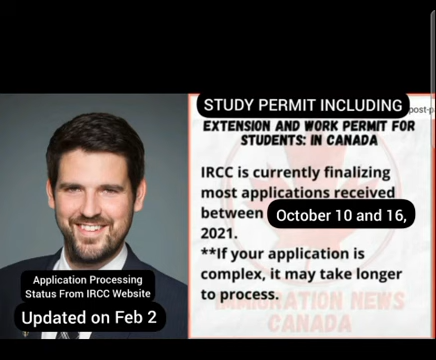 STUDY PERMIT INCLUDING
post-p
EXTENSION AND WORK PERMIT FOR
STUDENTS: IN CANADA
IRCC is currently finalizing
most applications received
between October 10 and 16,
2021.
**If your application is
complex, it may take longer
to process.
IMMIGRATION NEWS
CANADA
Application Processing
Status From IRCC Website
Updated on Feb 2